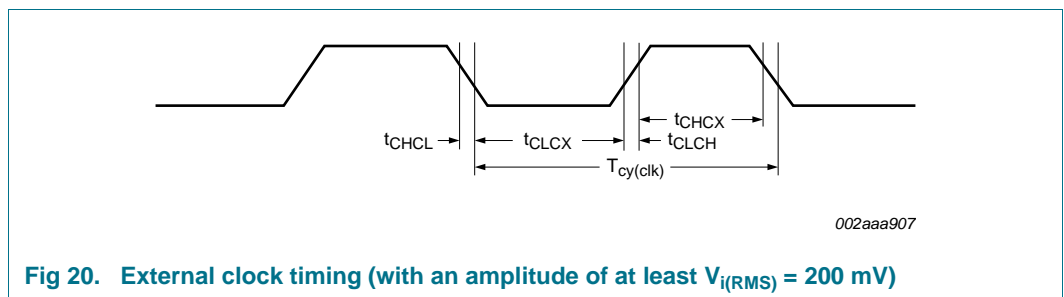 tCHCX
tCHCL
tCLCX
tCLCH
Tcy(clk)
002aaa907
Fig 20. External clock timing (with an amplitude of at least Vi(RMS) = 200 mV)